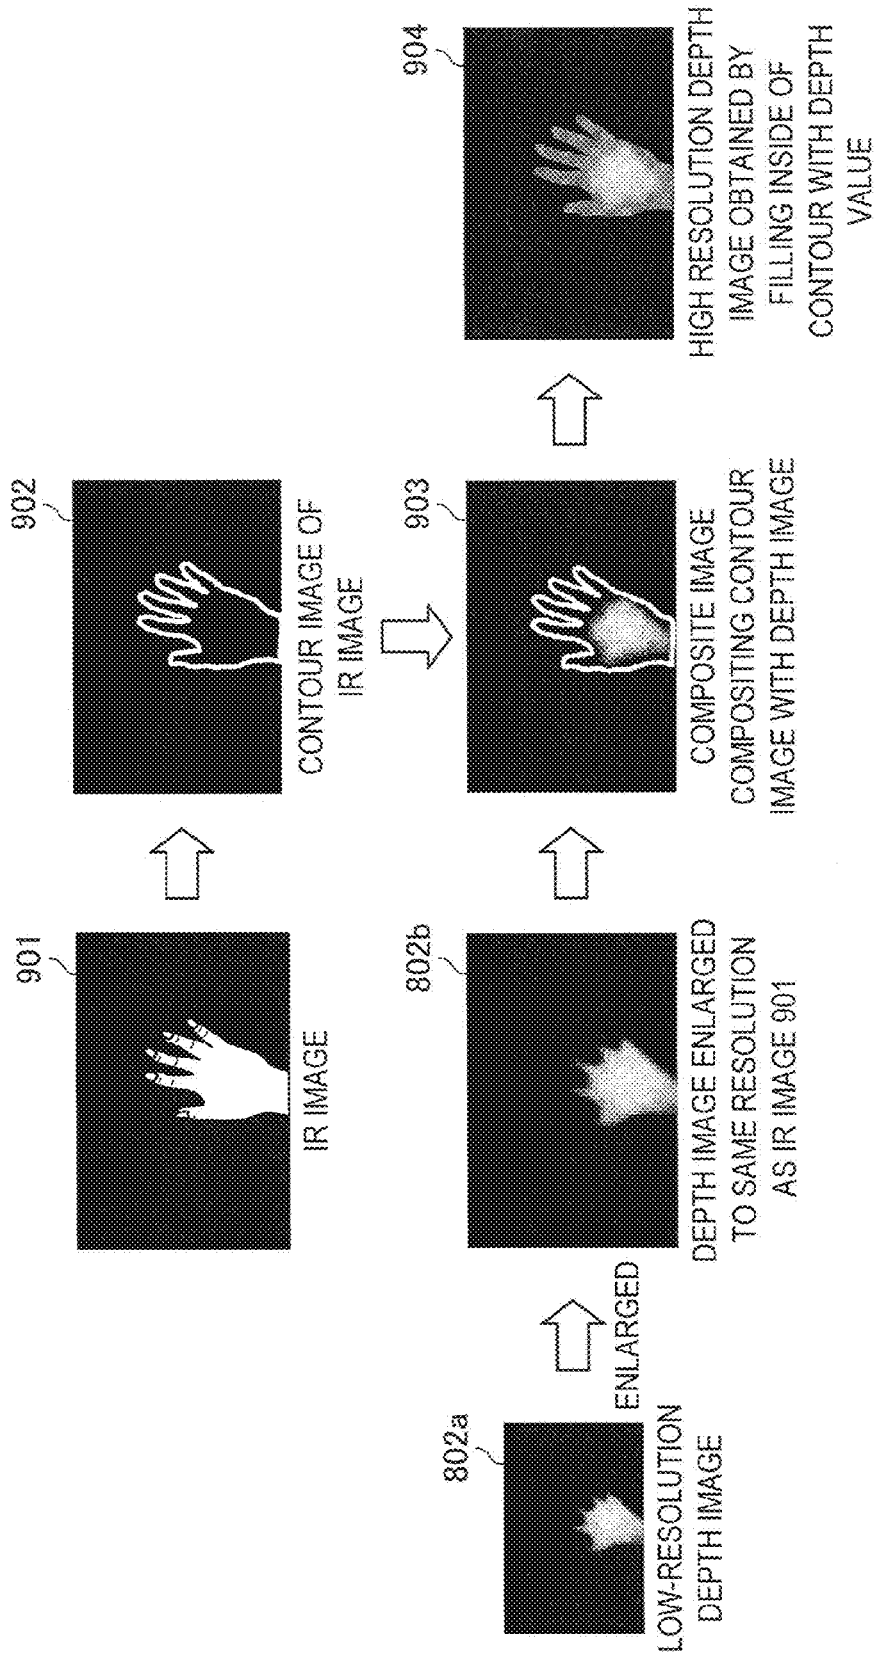 901
IR IMAGE
902
CONTOUR IMAGE OF
IR IMAGE
802a
LOW-RESOLUTION
DEPTH IMAGE
ENLARGED
802b
DEPTH IMAGE ENLARGED
TO SAME RESOLUTION
AS IR IMAGE 901
903
COMPOSITE IMAGE
COMPOSITING CONTOUR
IMAGE WITH DEPTH IMAGE
904
HIGH RESOLUTION DEPTH
IMAGE OBTAINED BY
FILLING INSIDE OF
CONTOUR WITH DEPTH
VALUE